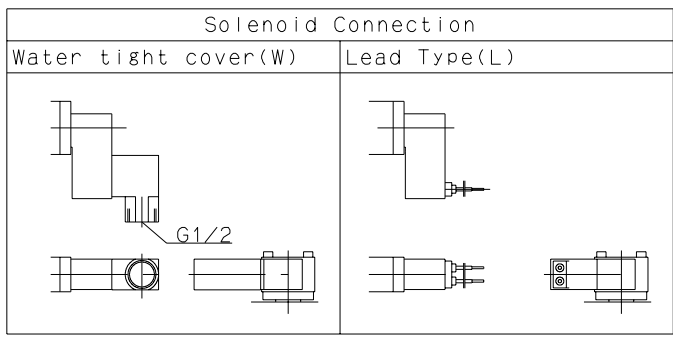 Solenoid Connection
Water tight cover(W)
Lead Type(L)
G1/2